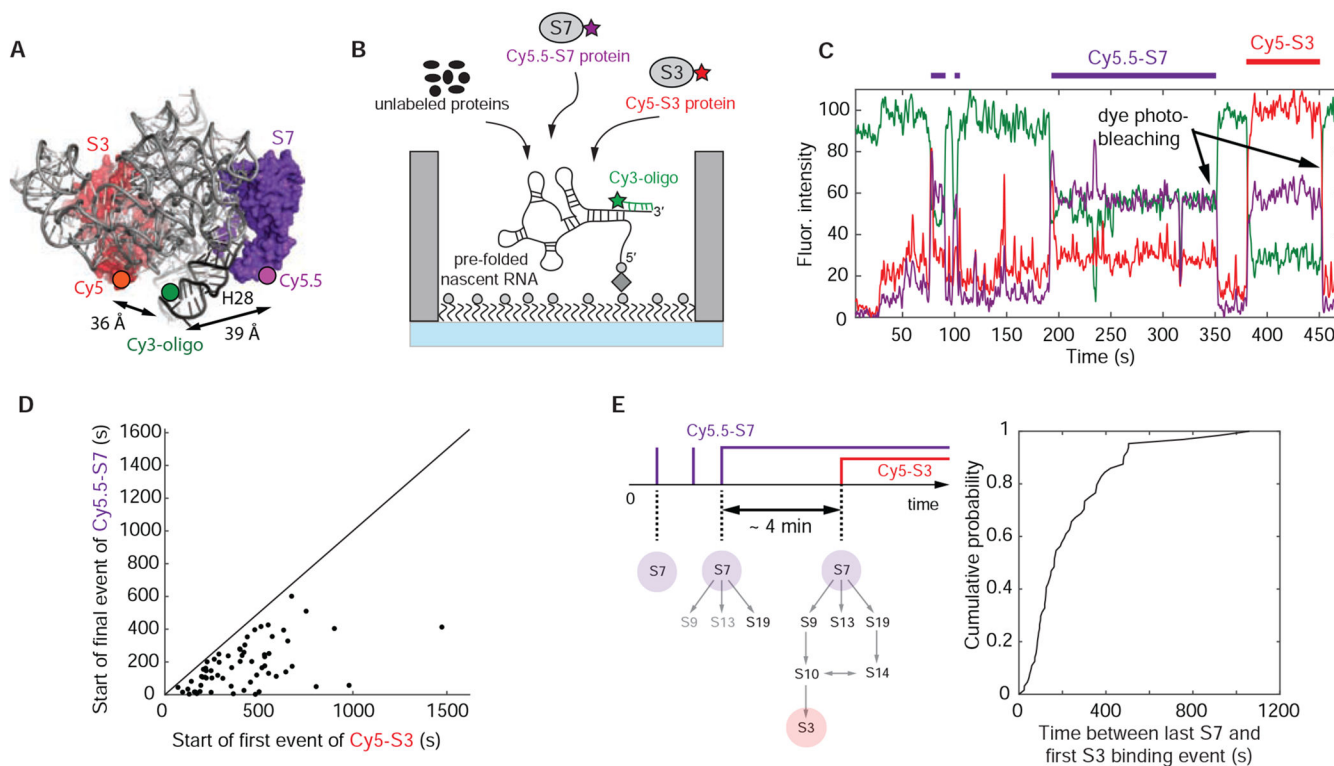 A
S3
S7
Cy5
Cy5.5
H28
36 Å
39 Å
Cy3-oligo
B
S7
Cy5.5-S7 protein
S3
Cy5-S3 protein
unlabeled proteins
Cy3-oligo
3′
5′
pre-folded
nascent RNA
C
Cy5.5-S7
Cy5-S3
dye photo-
bleaching
Fluor. intensity
100
80
60
40
20
0
50 100 150 200 250 300 350 400 450
Time (s)
D
Start of final event of Cy5.5-S7 (s)
1600
1400
1200
1000
800
600
400
200
0
0 500 1000 1500
Start of first event of Cy5-S3 (s)
E
Cy5.5-S7
Cy5-S3
0
time
~ 4 min
S7 S7 S7
S9 S13 S19 S9 S13 S19
S10 S14
S3
Cumulative probability
1
0.8
0.6
0.4
0.2
0
0 400 800 1200
Time between last S7 and
first S3 binding event (s)